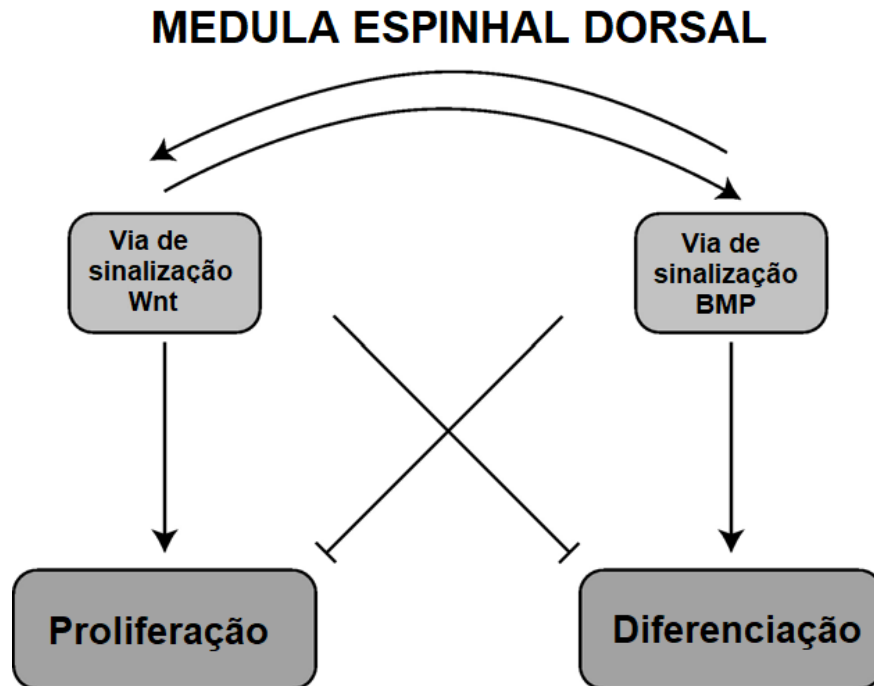 MEDULA ESPINHAL DORSAL
Via de
sinalização
Wnt
Via de
sinalização
BMP
Proliferação
Diferenciação